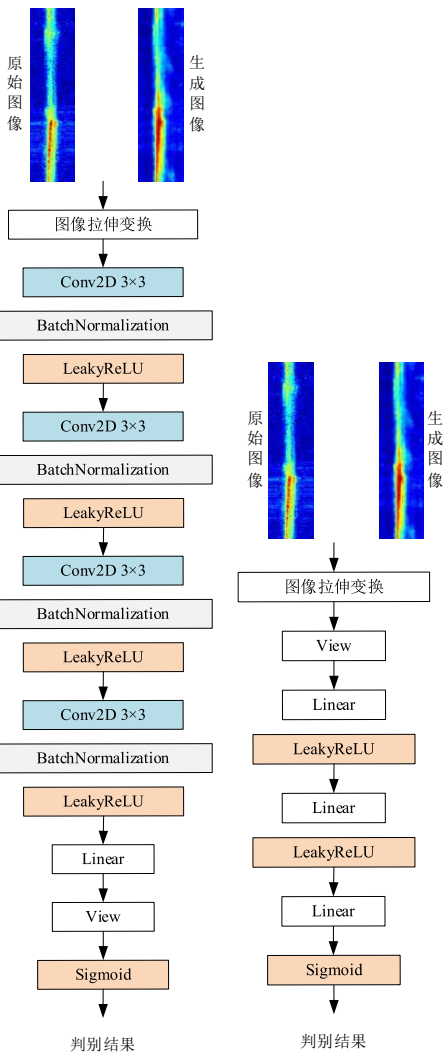 原始图像
生成图像
图像拉伸变换
Conv2D 3×3
BatchNormalization
LeakyReLU
Conv2D 3×3
BatchNormalization
LeakyReLU
Conv2D 3×3
BatchNormalization
LeakyReLU
Conv2D 3×3
BatchNormalization
LeakyReLU
Linear
View
Sigmoid
判别结果
原始图像
生成图像
图像拉伸变换
View
Linear
LeakyReLU
Linear
LeakyReLU
Linear
Sigmoid
判别结果